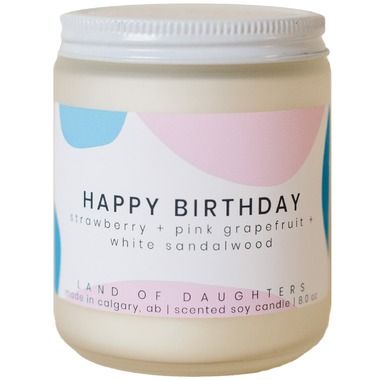 HAPPY BIRTHDAY
strawberry + pink grapefruit +
white sandalwood
LAND OF DAUGHTERS
made in calgary, ab | scented soy candle | 8.0 oz